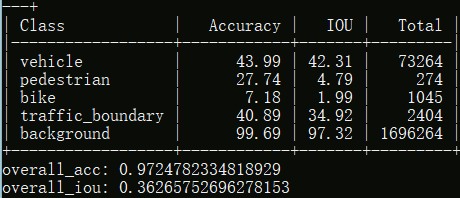 ---+
| Class | Accuracy | IOU | Total |
|------------------+----------+-------+---------|
| vehicle | 43.99 | 42.31 | 73264 |
| pedestrian | 27.74 | 4.79 | 274 |
| bike | 7.18 | 1.99 | 1045 |
| traffic_boundary | 40.89 | 34.92 | 2404 |
| background | 99.69 | 97.32 | 1696264 |
+------------------+----------+-------+---------+
overall_acc: 0.9724782334818929
overall_iou: 0.36265752696278153